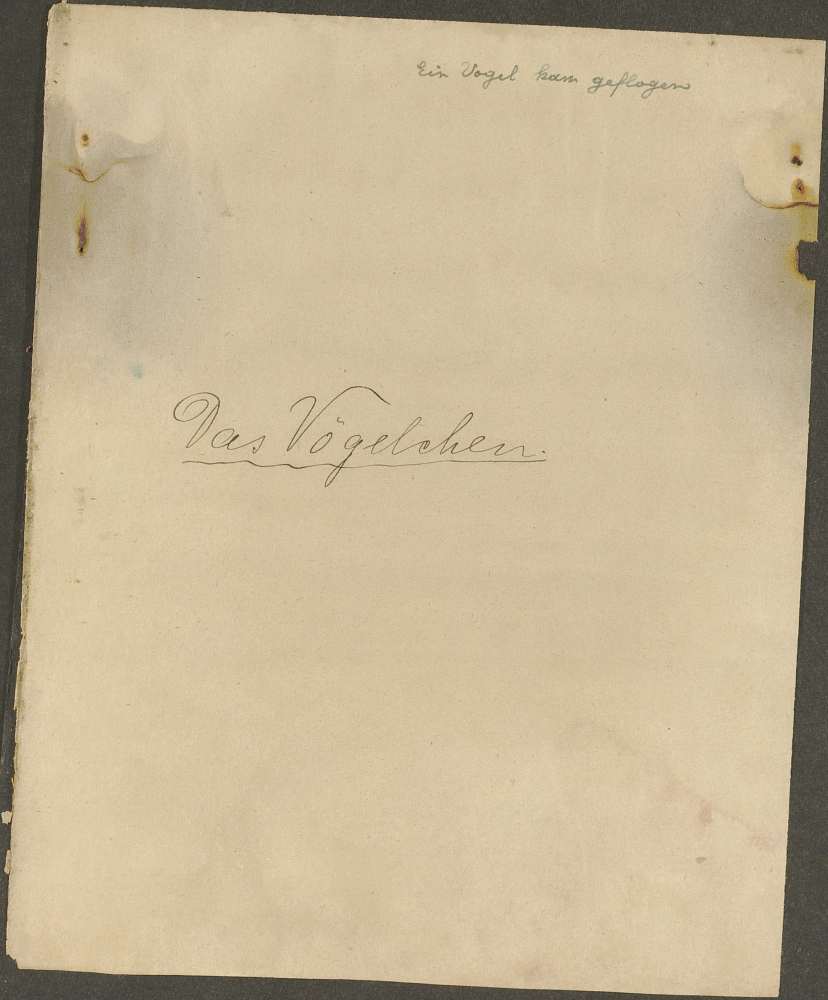 Ein Vogel kam geflogen
Das Vögelchen.